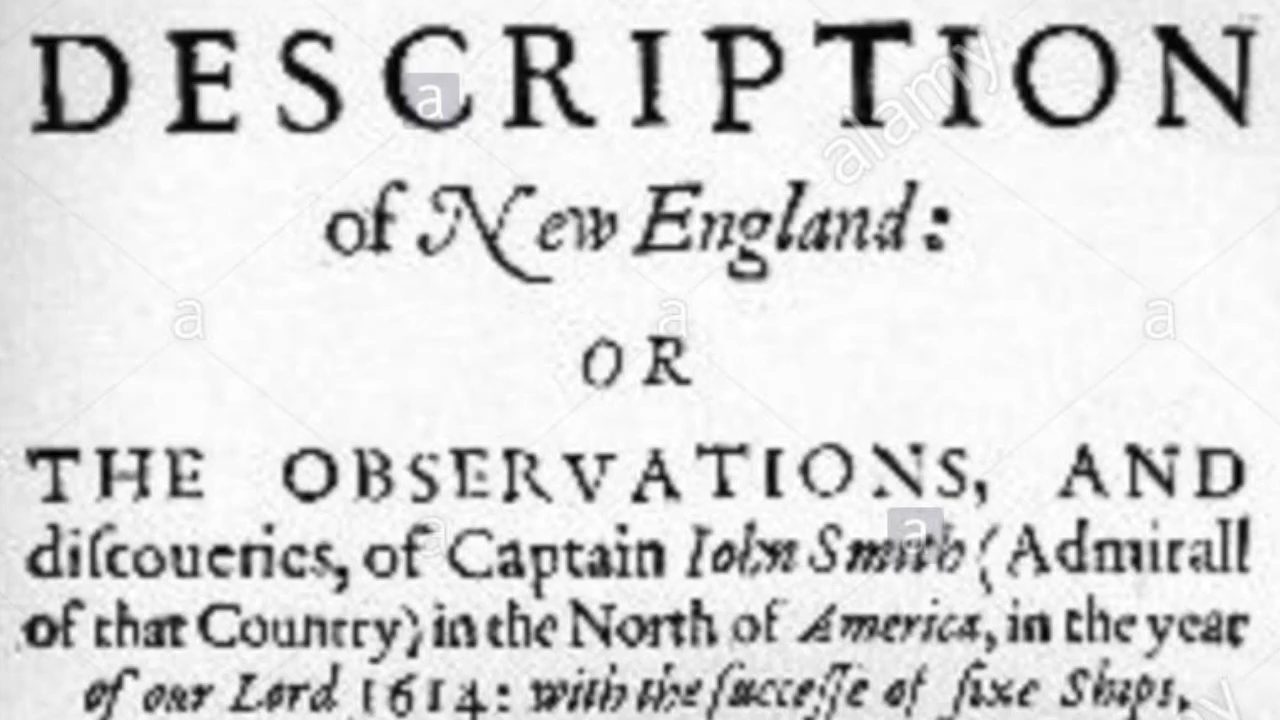 DESCRIPTION
of New England:
OR
THE OBSERVATIONS, AND
diſcoueries, of Captain Iohn Smith (Admirall
of that Country) in the North of America, in the year
of our Lord 1614: with the ſucceſſe of ſixe Ships,
alamy